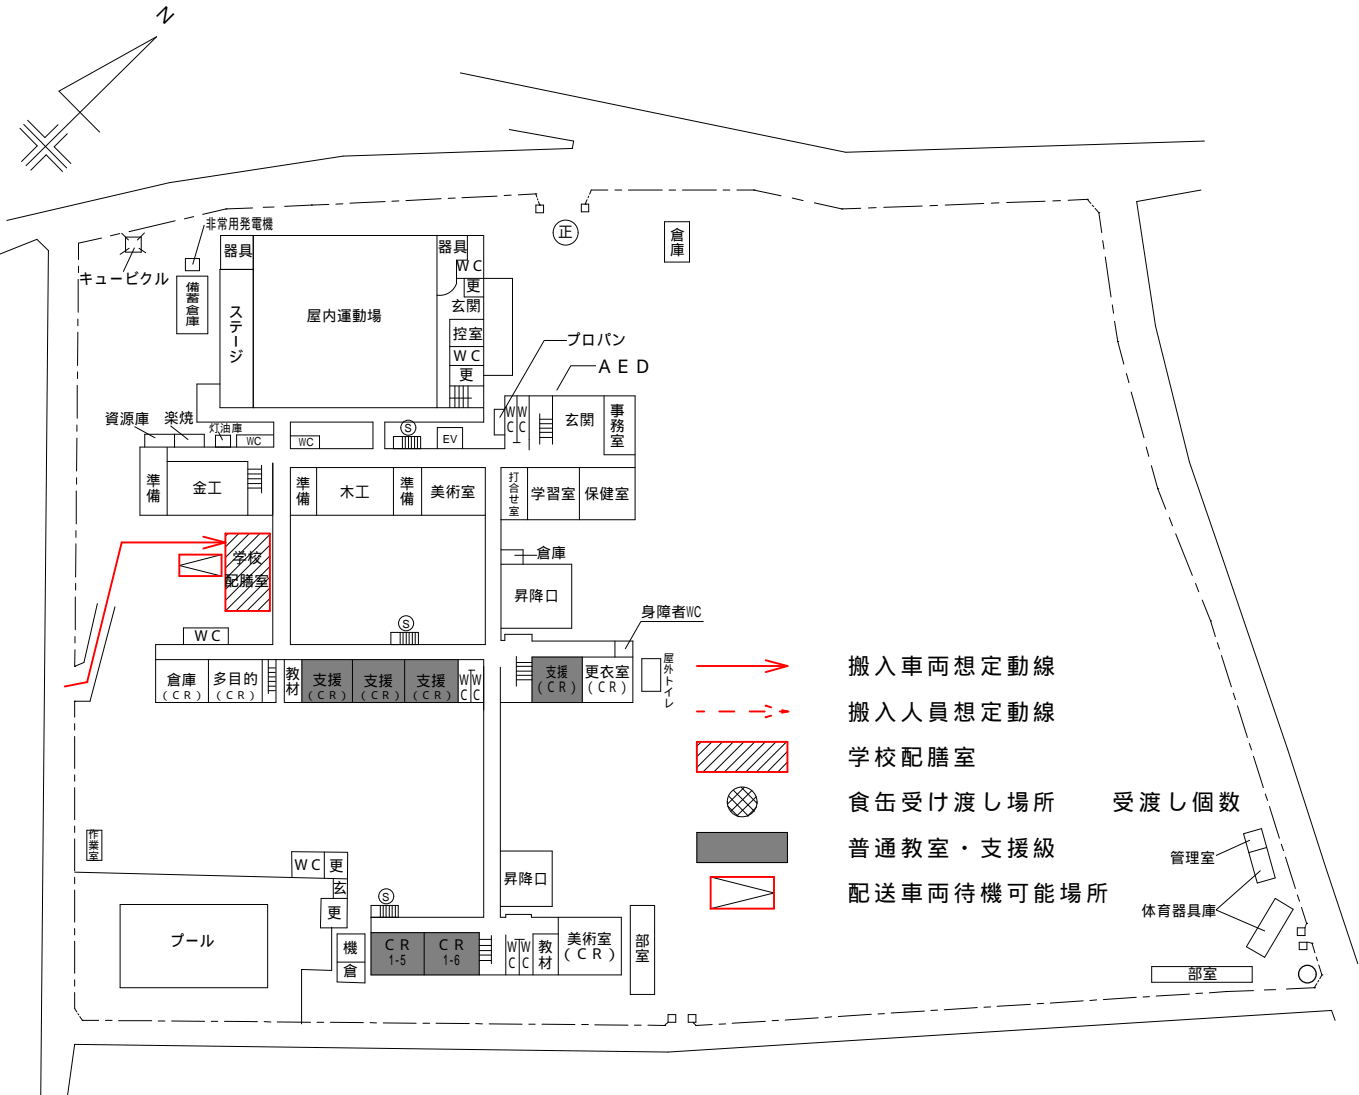 N
正
倉庫
非常用発電機
キュービクル
備蓄倉庫
器具
ステージ
屋内運動場
器具
WC
更
玄関
控室
WC
更
プロパン
AED
資源庫
楽焼
灯油庫
WC
WC
S
EV
WC
WC
玄関
事務室
準備
金工
準備
木工
準備
美術室
打合せ室
学習室
保健室
学校
配膳室
倉庫
昇降口
身障者WC
WC
S
倉庫
(CR)
多目的
(CR)
教材
支援
(CR)
支援
(CR)
支援
(CR)
WC
WC
支援
(CR)
更衣室
(CR)
屋外トイレ
搬入車両想定動線
搬入人員想定動線
学校配膳室
食缶受け渡し場所 受渡し個数
普通教室・支援級
配送車両待機可能場所
作業室
WC
更
玄
更
プール
機
倉
S
CR
1-5
CR
1-6
WC
WC
教材
美術室
(CR)
昇降口
部室
管理室
体育器具庫
部室